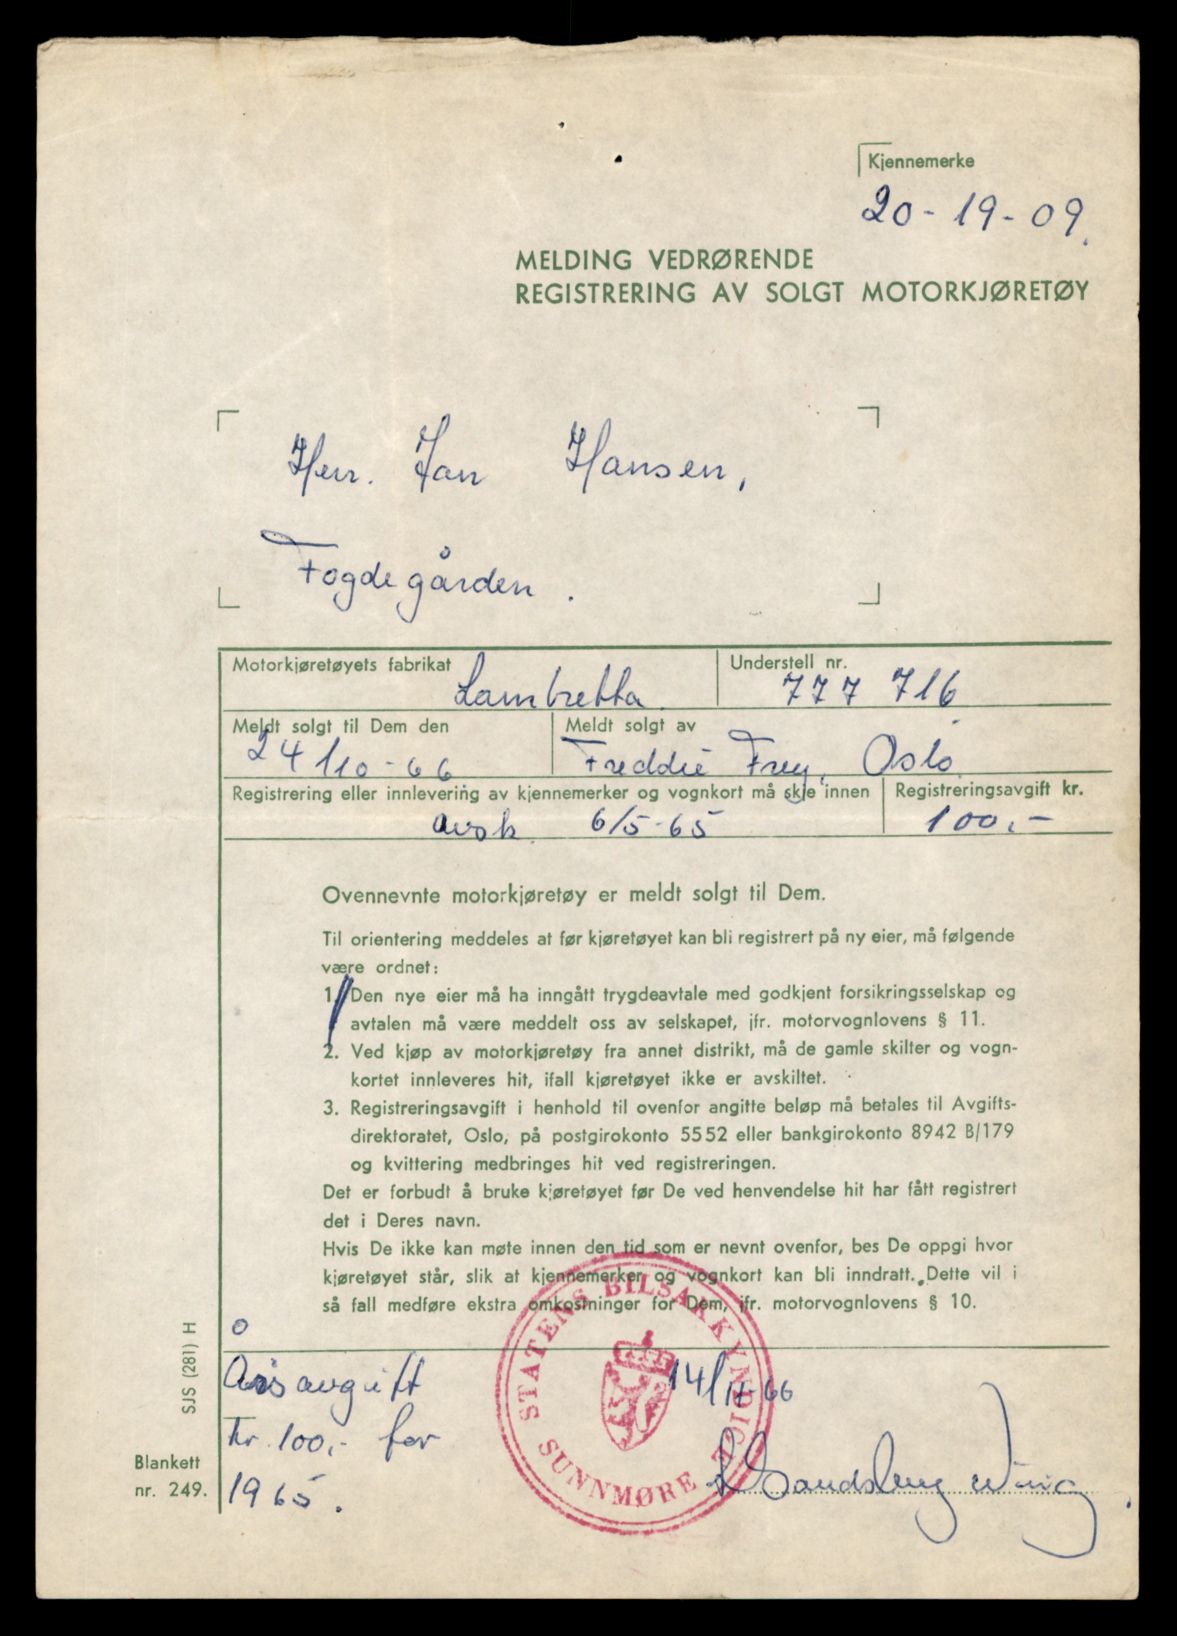 Kjennemerke
20-19-09.
MELDING VEDRØRENDE
REGISTRERING AV SOLGT MOTORKJØRETØY
Herr. Jan Hansen,
Fogdegården.
Motorkjøretøyets fabrikat
Lambretta.
Understell nr.
777 716
Meldt solgt til Dem den
24/10-66
Meldt solgt av
Freddie Frey, Oslo
Registrering eller innlevering av kjennemerker og vognkort må skje innen
avsk. 6/5-65
Registreringsavgift kr.
100,-
Ovennevnte motorkjøretøy er meldt solgt til Dem.
Til orientering meddeles at før kjøretøyet kan bli registrert på ny eier, må følgende
være ordnet:
1. Den nye eier må ha inngått trygdeavtale med godkjent forsikringsselskap og
avtalen må være meddelt oss av selskapet, jfr. motorvognlovens § 11.
2. Ved kjøp av motorkjøretøy fra annet distrikt, må de gamle skilter og vogn-
kortet innleveres hit, ifall kjøretøyet ikke er avskiltet.
3. Registreringsavgift i henhold til ovenfor angitte beløp må betales til Avgifts-
direktoratet, Oslo, på postgirokonto 5552 eller bankgirokonto 8942 B/179
og kvittering medbringes hit ved registreringen.
Det er forbudt å bruke kjøretøyet før De ved henvendelse hit har fått registrert
det i Deres navn.
Hvis De ikke kan møte innen den tid som er nevnt ovenfor, bes De oppgi hvor
kjøretøyet står, slik at kjennemerker og vognkort kan bli inndratt. Dette vil i
så fall medføre ekstra omkostninger for Dem, jfr. motorvognlovens § 10.
Årsavgift
kr. 100,- for
1965.
14/11-66
STATENS BILSAKKYNDIGE
SUNNMØRE
SJS (281) H
Blankett
nr. 249.